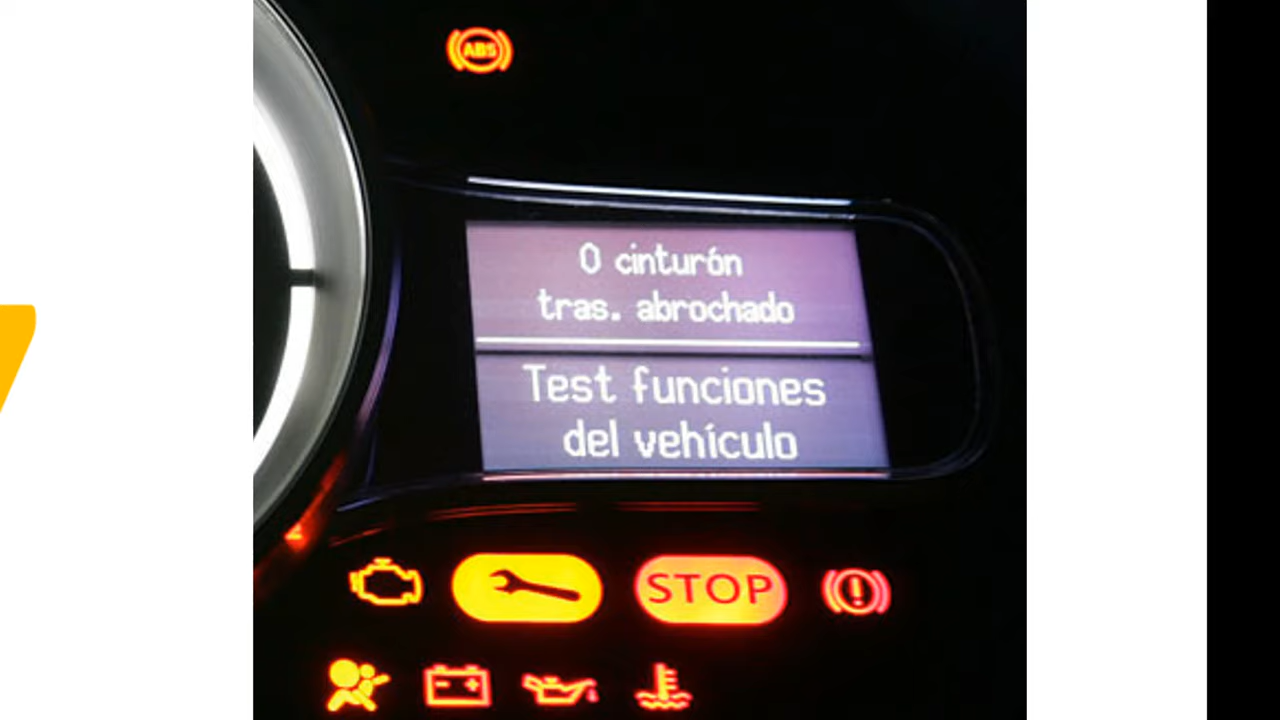 ABS
0 cinturón
tras. abrochado
Test funciones
del vehículo
STOP